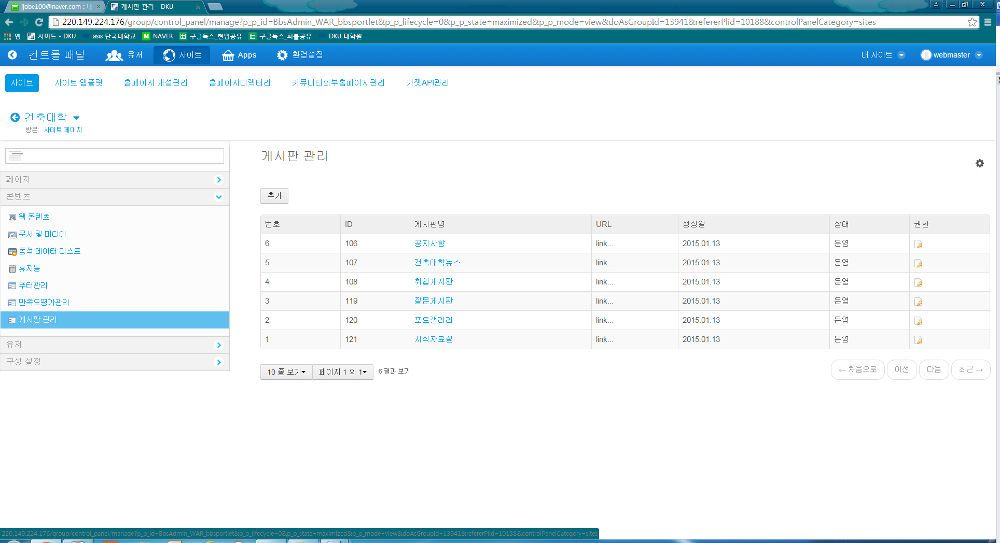 jjobe100@naver.com : 네
게시판 관리 - DKU
220.149.224.176/group/control_panel/manage?p_p_id=BbsAdmin_WAR_bbsportlet&p_p_lifecycle=0&p_p_state=maximized&p_p_mode=view&doAsGroupId=13941&refererPlid=10188&controlPanelCategory=sites
앱 사이트 - DKU asis 단국대학교 NAVER 구글독스_현업공유 구글독스_퍼블공유 DKU 대학원
컨트롤 패널 유저 사이트 Apps 환경설정 내 사이트 webmaster
사이트 사이트 템플릿 홈페이지 개설관리 홈페이지디렉터리 커뮤니티외부홈페이지관리 가젯API관리
건축대학
방문: 사이트 페이지
페이지
콘텐츠
웹 콘텐츠
문서 및 미디어
동적 데이터 리스트
휴지통
푸터관리
만족도평가관리
게시판 관리
유저
구성 설정
게시판 관리
추가
번호 ID 게시판명 URL 생성일 상태 권한
6 106 공지사항 link... 2015.01.13 운영
5 107 건축대학뉴스 link... 2015.01.13 운영
4 108 취업게시판 link... 2015.01.13 운영
3 119 질문게시판 link... 2015.01.13 운영
2 120 포토갤러리 link... 2015.01.13 운영
1 121 서식자료실 link... 2015.01.13 운영
10 줄 보기 페이지 1 의 1 6 결과 보기 ← 처음으로 이전 다음 최근 →
220.149.224.176/group/control_panel/manage?p_p_id=BbsAdmin_WAR_bbsportlet&p_p_lifecycle=0&p_p_state=maximized&p_p_mode=view&doAsGroupId=13941&refererPlid=10188&controlPanelCategory=sites